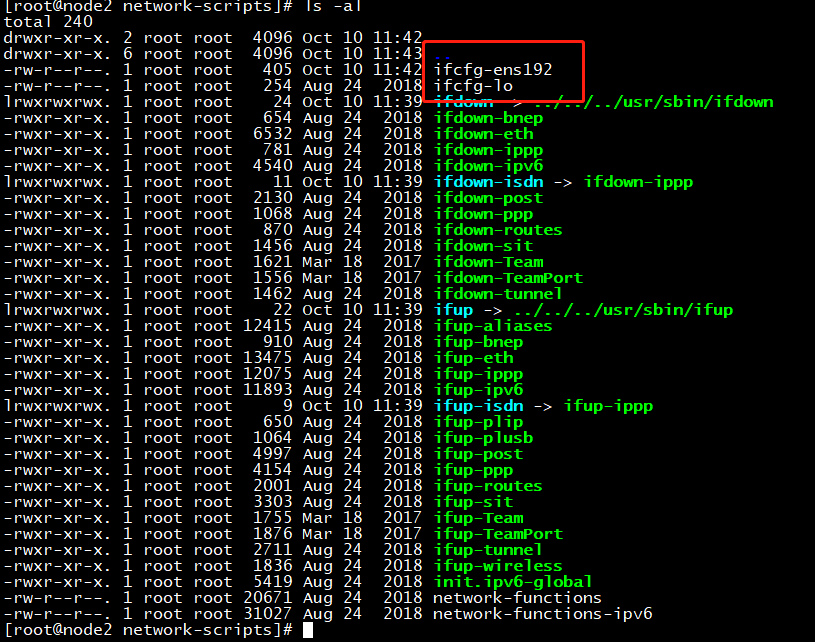 [root@node2 network-scripts]# ls -al
total 240
drwxr-xr-x. 2 root root  4096 Oct 10 11:42 .
drwxr-xr-x. 6 root root  4096 Oct 10 11:43 ..
-rw-r--r--. 1 root root   405 Oct 10 11:42 ifcfg-ens192
-rw-r--r--. 1 root root   254 Aug 24  2018 ifcfg-lo
lrwxrwxrwx. 1 root root    24 Oct 10 11:39 ifdown -> ../../../usr/sbin/ifdown
-rwxr-xr-x. 1 root root   654 Aug 24  2018 ifdown-bnep
-rwxr-xr-x. 1 root root  6532 Aug 24  2018 ifdown-eth
-rwxr-xr-x. 1 root root   781 Aug 24  2018 ifdown-ippp
-rwxr-xr-x. 1 root root  4540 Aug 24  2018 ifdown-ipv6
lrwxrwxrwx. 1 root root    11 Oct 10 11:39 ifdown-isdn -> ifdown-ippp
-rwxr-xr-x. 1 root root  2130 Aug 24  2018 ifdown-post
-rwxr-xr-x. 1 root root  1068 Aug 24  2018 ifdown-ppp
-rwxr-xr-x. 1 root root   870 Aug 24  2018 ifdown-routes
-rwxr-xr-x. 1 root root  1456 Aug 24  2018 ifdown-sit
-rwxr-xr-x. 1 root root  1621 Mar 18  2017 ifdown-Team
-rwxr-xr-x. 1 root root  1556 Mar 18  2017 ifdown-TeamPort
-rwxr-xr-x. 1 root root  1462 Aug 24  2018 ifdown-tunnel
lrwxrwxrwx. 1 root root    22 Oct 10 11:39 ifup -> ../../../usr/sbin/ifup
-rwxr-xr-x. 1 root root 12415 Aug 24  2018 ifup-aliases
-rwxr-xr-x. 1 root root   910 Aug 24  2018 ifup-bnep
-rwxr-xr-x. 1 root root 13475 Aug 24  2018 ifup-eth
-rwxr-xr-x. 1 root root 12075 Aug 24  2018 ifup-ippp
-rwxr-xr-x. 1 root root 11893 Aug 24  2018 ifup-ipv6
lrwxrwxrwx. 1 root root     9 Oct 10 11:39 ifup-isdn -> ifup-ippp
-rwxr-xr-x. 1 root root   650 Aug 24  2018 ifup-plip
-rwxr-xr-x. 1 root root  1064 Aug 24  2018 ifup-plusb
-rwxr-xr-x. 1 root root  4997 Aug 24  2018 ifup-post
-rwxr-xr-x. 1 root root  4154 Aug 24  2018 ifup-ppp
-rwxr-xr-x. 1 root root  2001 Aug 24  2018 ifup-routes
-rwxr-xr-x. 1 root root  3303 Aug 24  2018 ifup-sit
-rwxr-xr-x. 1 root root  1755 Mar 18  2017 ifup-Team
-rwxr-xr-x. 1 root root  1876 Mar 18  2017 ifup-TeamPort
-rwxr-xr-x. 1 root root  2711 Aug 24  2018 ifup-tunnel
-rwxr-xr-x. 1 root root  1836 Aug 24  2018 ifup-wireless
-rwxr-xr-x. 1 root root  5419 Aug 24  2018 init.ipv6-global
-rw-r--r--. 1 root root 20671 Aug 24  2018 network-functions
-rw-r--r--. 1 root root 31027 Aug 24  2018 network-functions-ipv6
[root@node2 network-scripts]#